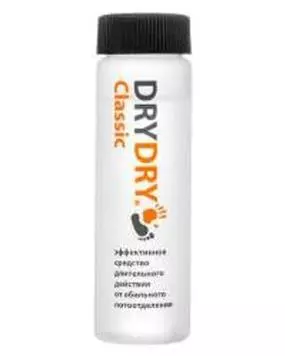 DRYDRY.
Classic
эффективное
средство
длительного
действия
от обильного
потоотделения